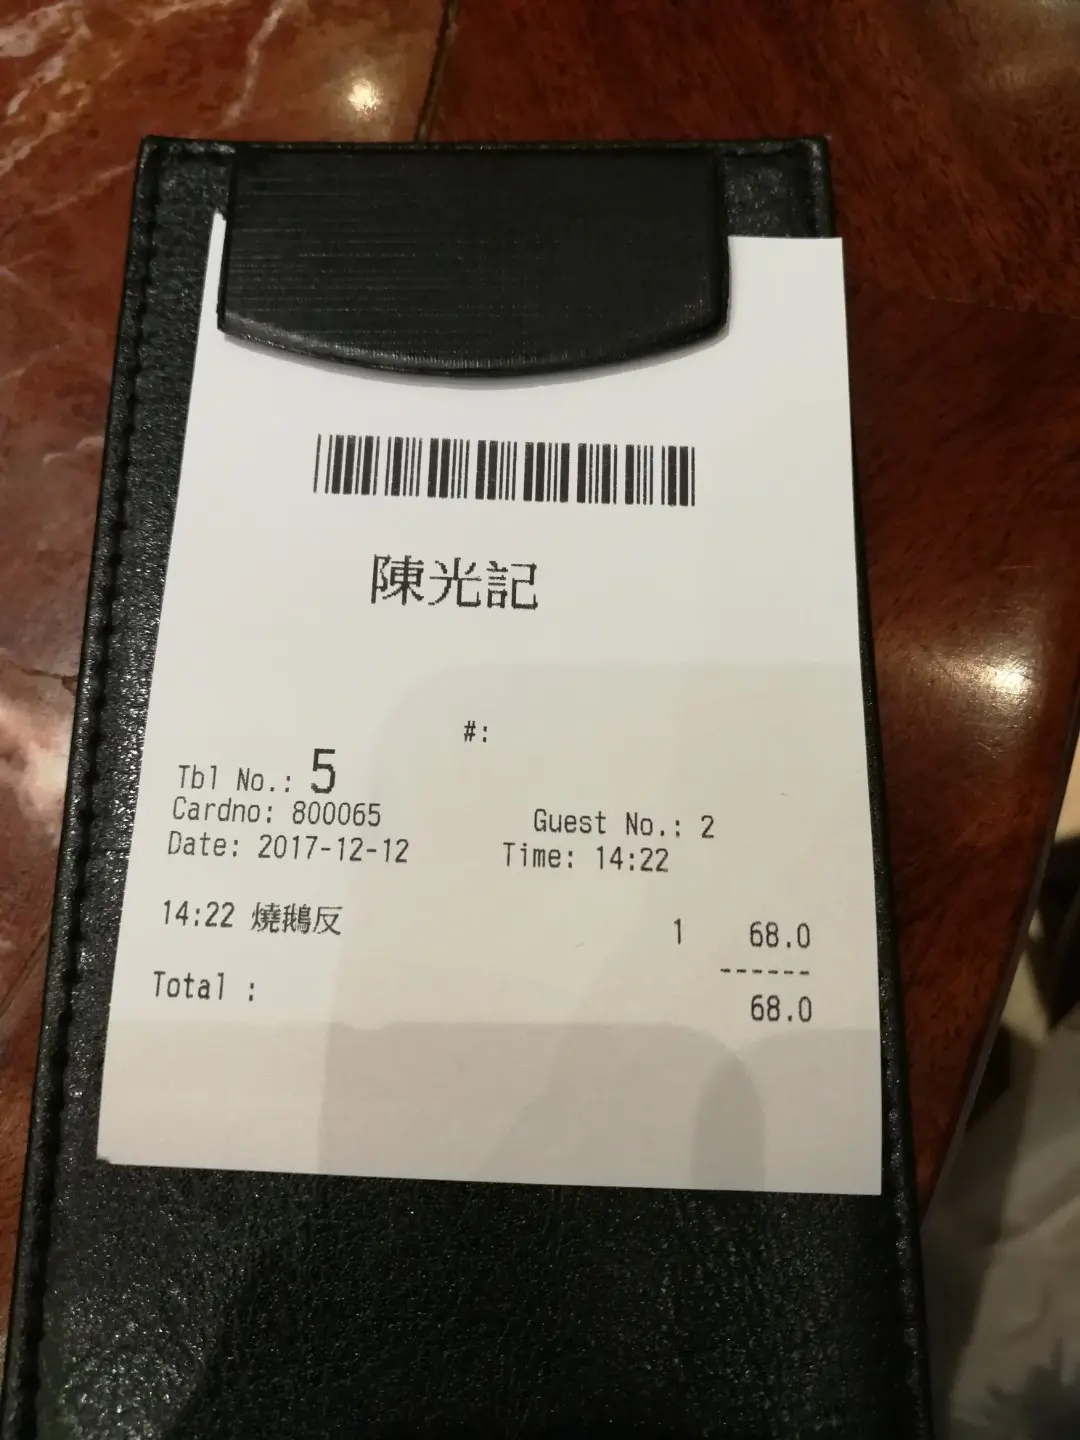 陳光記
#:
Tbl No.: 5
Cardno: 800065 Guest No.: 2
Date: 2017-12-12 Time: 14:22
14:22 燒鵝反 1 68.0
------
Total : 68.0